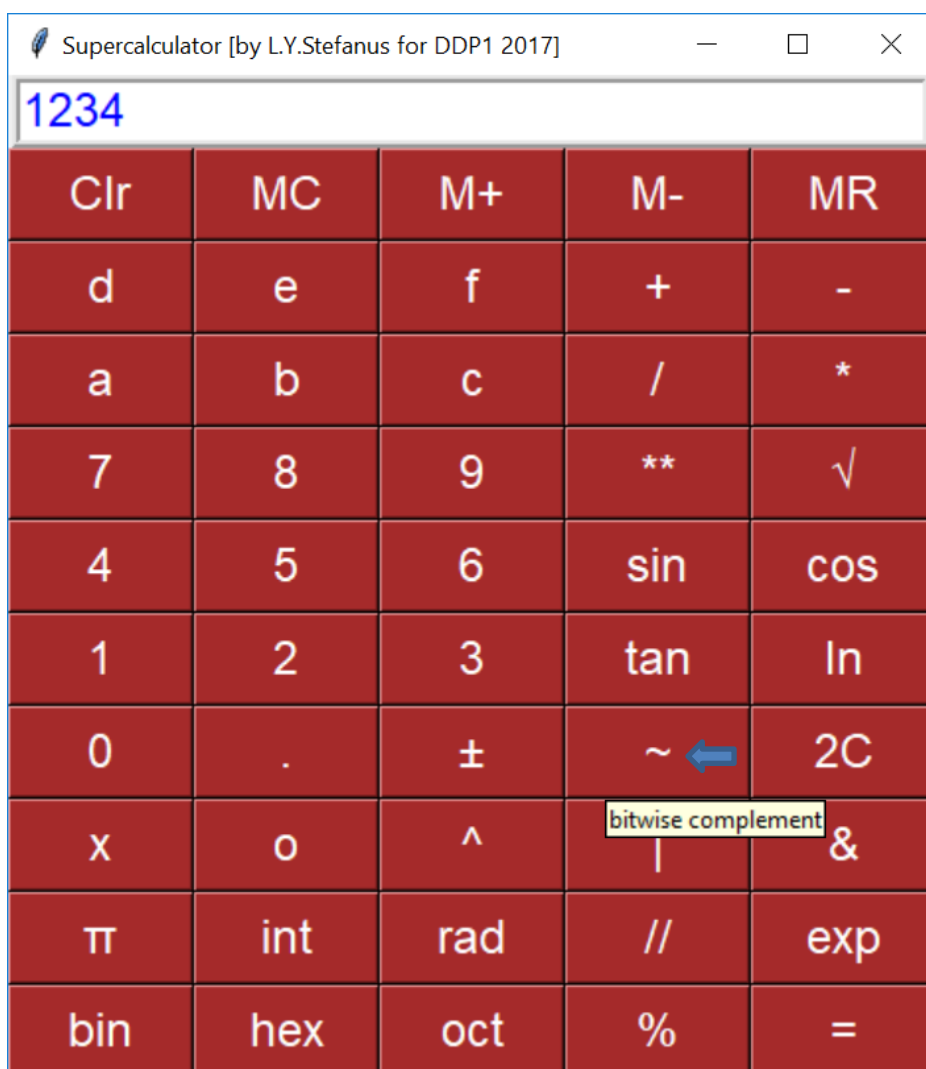 Supercalculator [by L.Y.Stefanus for DDP1 2017]
1234
Clr MC M+ M- MR
d e f + -
a b c / *
7 8 9 ** √
4 5 6 sin cos
1 2 3 tan ln
0 . ± ~ 2C
bitwise complement
x o ^ | &
π int rad // exp
bin hex oct % =